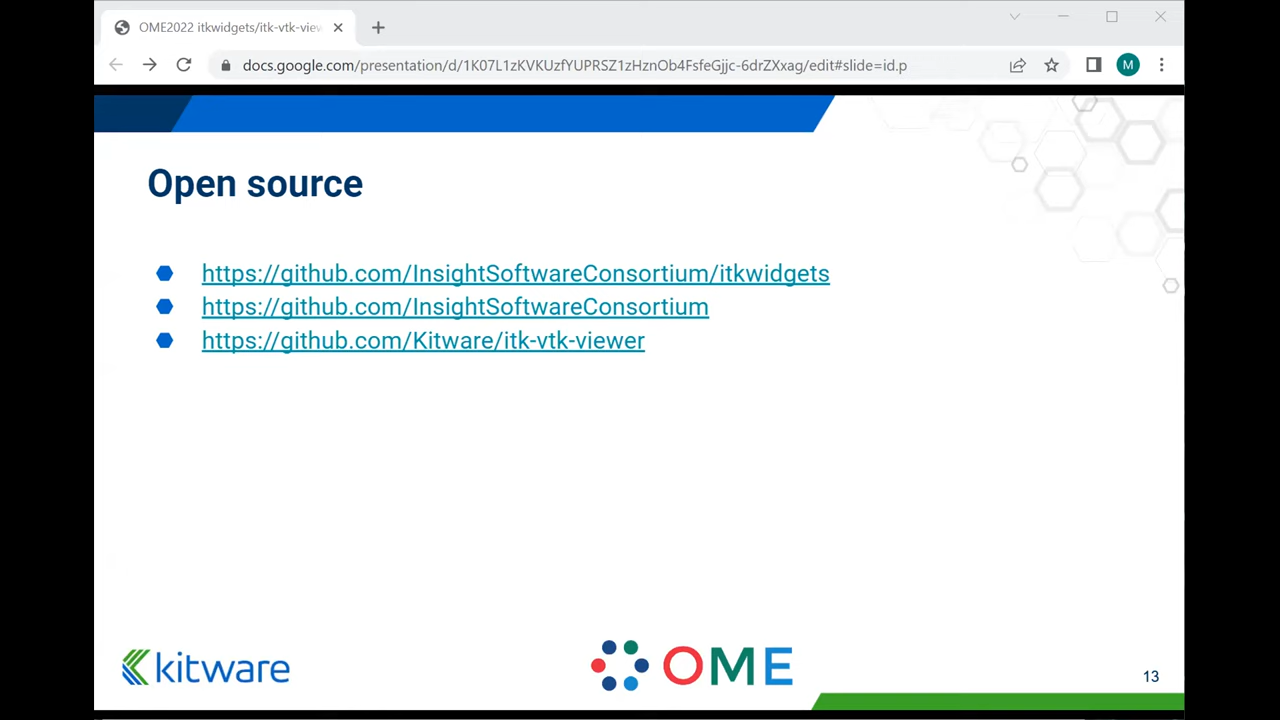 OME2022 itkwidgets/itk-vtk-view
docs.google.com/presentation/d/1K07L1zKVKUzfYUPRSZ1zHznOb4FsfeGjjc-6drZXxag/edit#slide=id.p
M
Open source
https://github.com/InsightSoftwareConsortium/itkwidgets
https://github.com/InsightSoftwareConsortium
https://github.com/Kitware/itk-vtk-viewer
kitware
OME
13